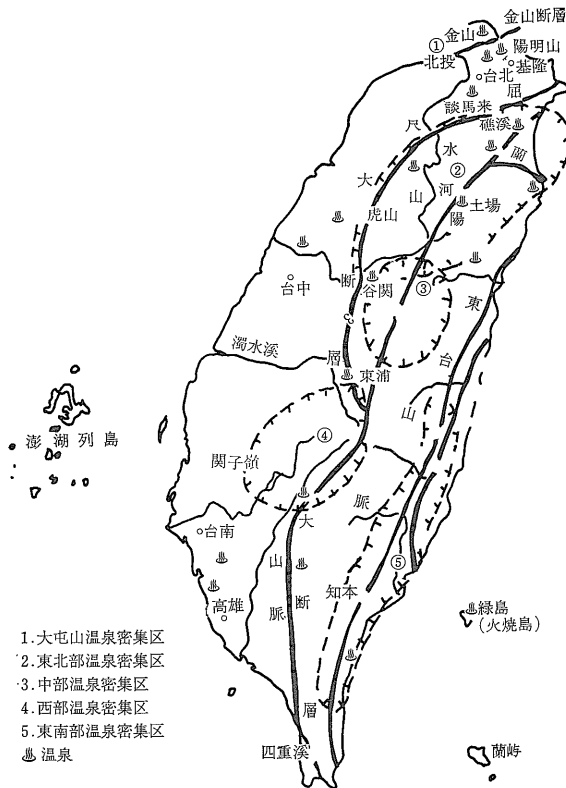 金山断層
金山
①
陽明山
北投
基隆
台北
屈
談馬来
尺
礁溪
水
蘭
大
②
河
山
土場
虎山
陽
断
谷関
③
台中
東
濁水溪
層
東浦
台
山
澎湖列島
④
関子嶺
脈
大
台南
山
断
⑤
知本
脈
高雄
緑島
(火焼島)
層
四重溪
蘭屿
1.大屯山温泉密集区
2.東北部温泉密集区
3.中部温泉密集区
4.西部温泉密集区
5.東南部温泉密集区
♨温泉